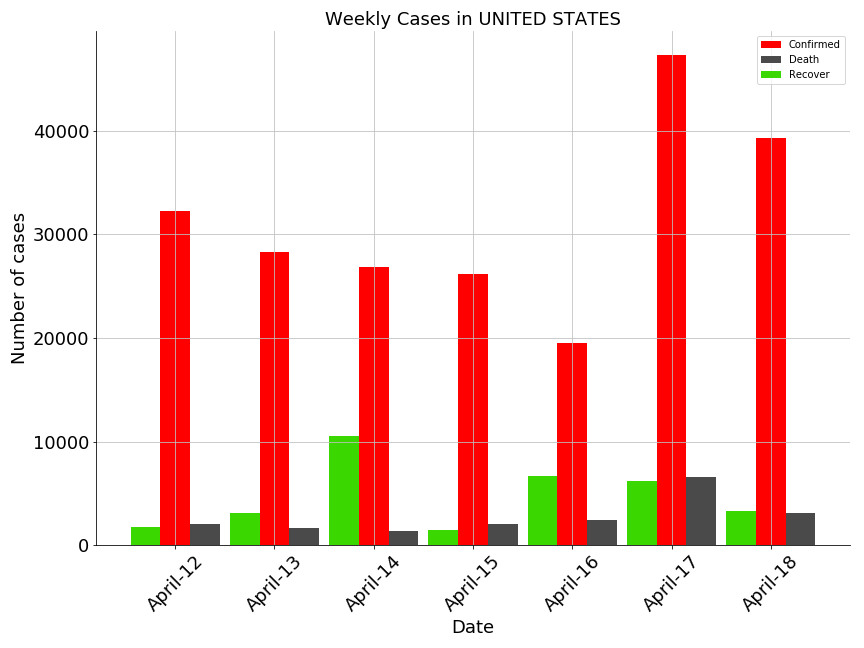 Weekly Cases in UNITED STATES
Confirmed
Death
Recover
Number of cases
40000
30000
20000
10000
0
April-12
April-13
April-14
April-15
April-16
April-17
April-18
Date